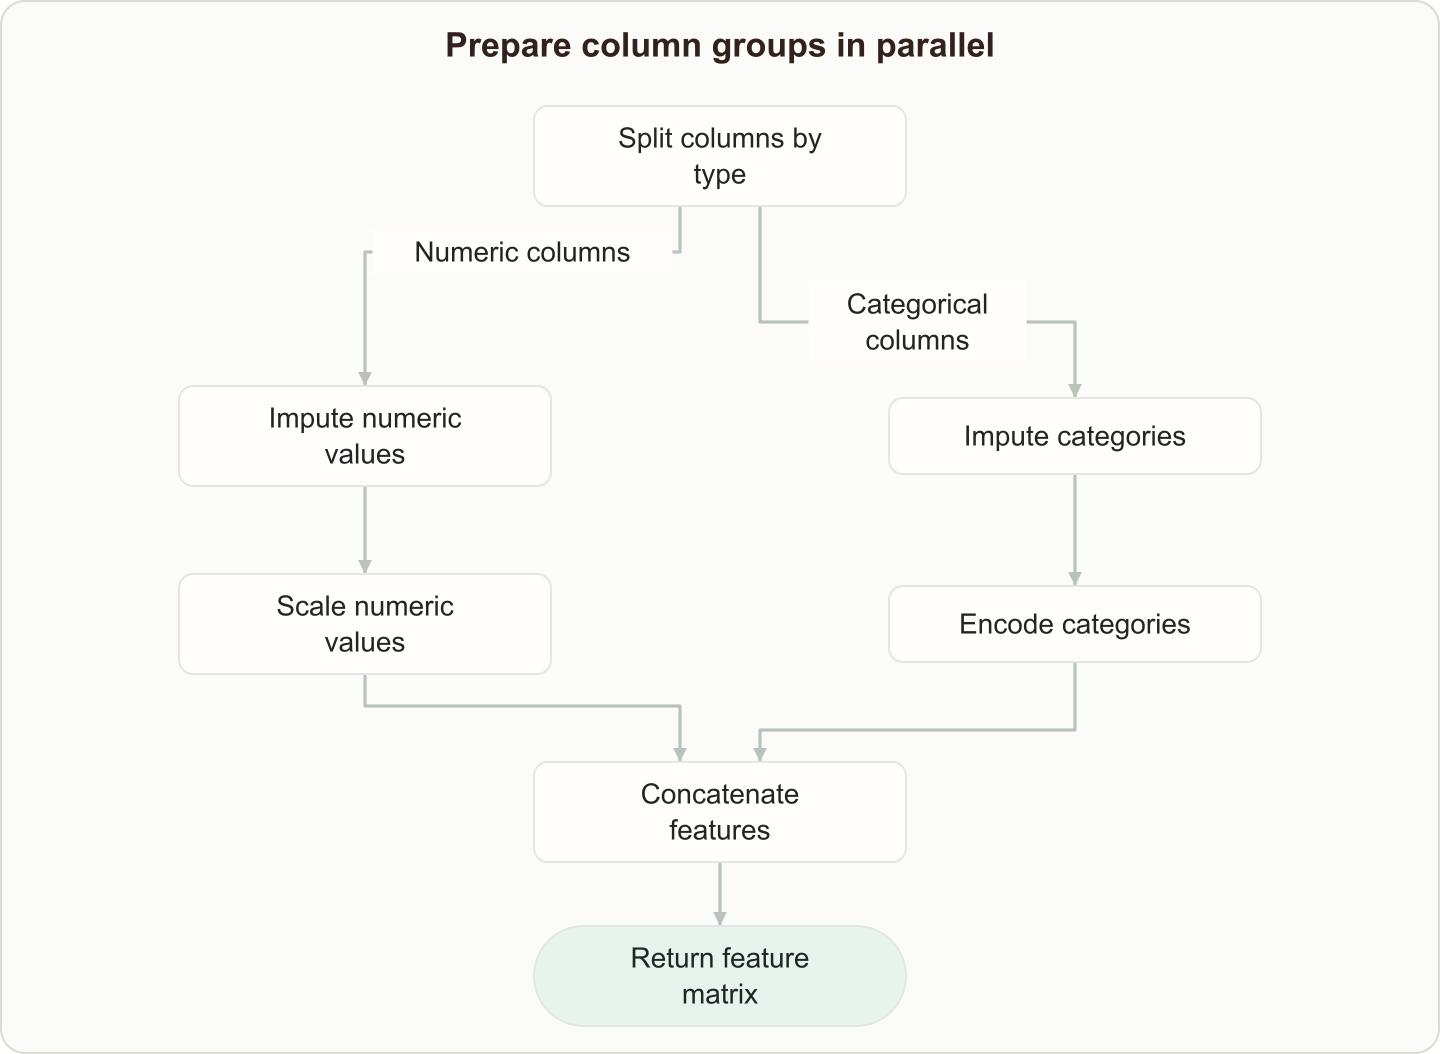 Prepare column groups in parallel
Split columns by
type
Numeric columns
Categorical
columns
Impute numeric
values
Impute categories
Scale numeric
values
Encode categories
Concatenate
features
Return feature
matrix